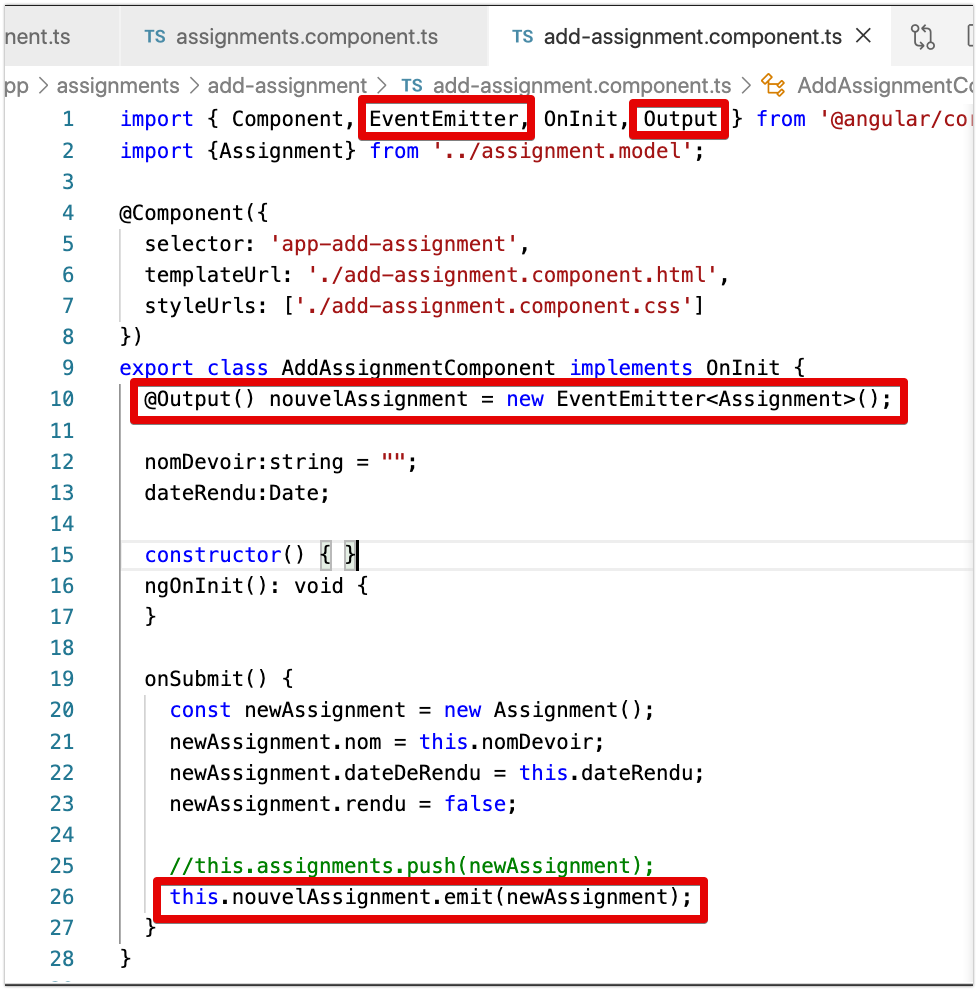 nent.ts TS assignments.component.ts TS add-assignment.component.ts ×
pp > assignments > add-assignment > TS add-assignment.component.ts > AddAssignmentCo
1 import { Component, EventEmitter, OnInit, Output } from '@angular/cor
2 import {Assignment} from '../assignment.model';
3
4 @Component({
5 selector: 'app-add-assignment',
6 templateUrl: './add-assignment.component.html',
7 styleUrls: ['./add-assignment.component.css']
8 })
9 export class AddAssignmentComponent implements OnInit {
10 @Output() nouvelAssignment = new EventEmitter<Assignment>();
11
12 nomDevoir:string = "";
13 dateRendu:Date;
14
15 constructor() { }
16 ngOnInit(): void {
17 }
18
19 onSubmit() {
20 const newAssignment = new Assignment();
21 newAssignment.nom = this.nomDevoir;
22 newAssignment.dateDeRendu = this.dateRendu;
23 newAssignment.rendu = false;
24
25 //this.assignments.push(newAssignment);
26 this.nouvelAssignment.emit(newAssignment);
27 }
28 }